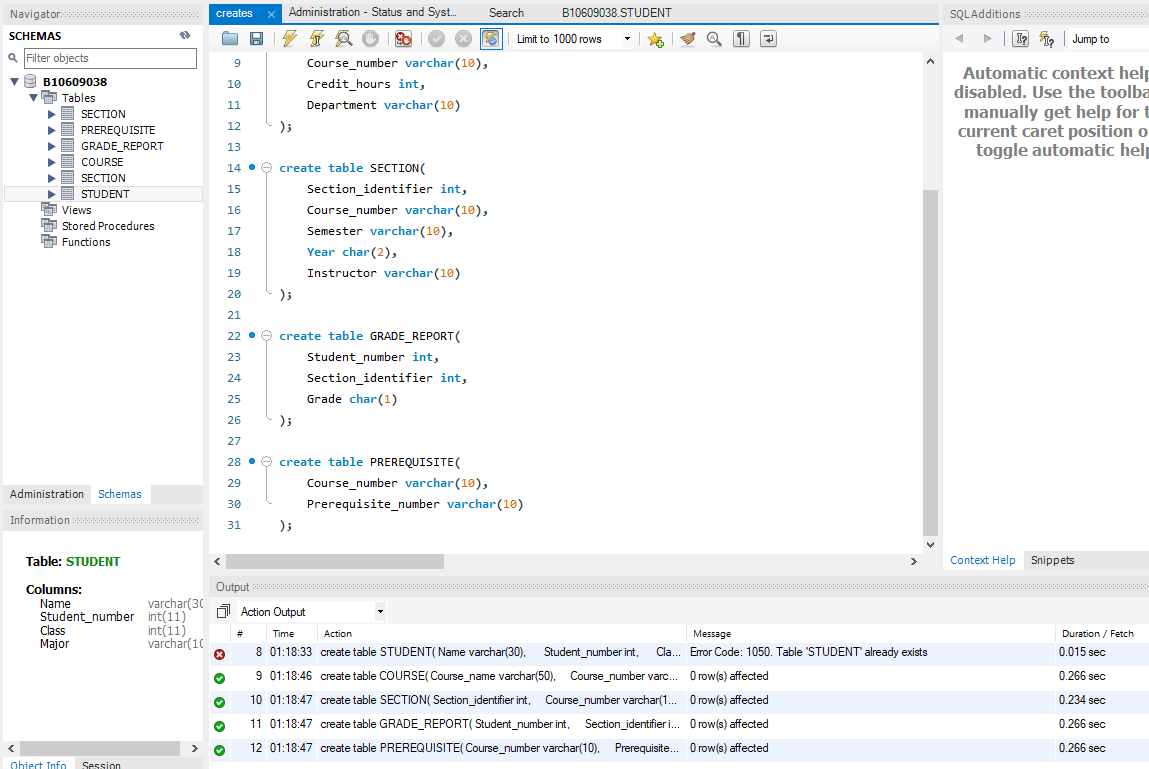 Navigator
SCHEMAS
Filter objects
B10609038
Tables
SECTION
PREREQUISITE
GRADE_REPORT
COURSE
SECTION
STUDENT
Views
Stored Procedures
Functions
Administration Schemas
Information
Table: STUDENT
Columns:
Name varchar(30
Student_number int(11)
Class int(11)
Major varchar(10
Object Info Session
creates Administration - Status and Syst... Search B10609038.STUDENT
Limit to 1000 rows
9 Course_number varchar(10),
10 Credit_hours int,
11 Department varchar(10)
12 );
13
14 create table SECTION(
15 Section_identifier int,
16 Course_number varchar(10),
17 Semester varchar(10),
18 Year char(2),
19 Instructor varchar(10)
20 );
21
22 create table GRADE_REPORT(
23 Student_number int,
24 Section_identifier int,
25 Grade char(1)
26 );
27
28 create table PREREQUISITE(
29 Course_number varchar(10),
30 Prerequisite_number varchar(10)
31 );
SQLAdditions
Jump to
Automatic context help
disabled. Use the toolba
manually get help for t
current caret position o
toggle automatic help
Context Help Snippets
Output
Action Output
# Time Action Message Duration / Fetch
8 01:18:33 create table STUDENT( Name varchar(30), Student_number int, Cla... Error Code: 1050. Table 'STUDENT' already exists 0.015 sec
9 01:18:46 create table COURSE( Course_name varchar(50), Course_number varc... 0 row(s) affected 0.266 sec
10 01:18:47 create table SECTION( Section_identifier int, Course_number varchar(1... 0 row(s) affected 0.234 sec
11 01:18:47 create table GRADE_REPORT( Student_number int, Section_identifier i... 0 row(s) affected 0.266 sec
12 01:18:47 create table PREREQUISITE( Course_number varchar(10), Prerequisite... 0 row(s) affected 0.266 sec